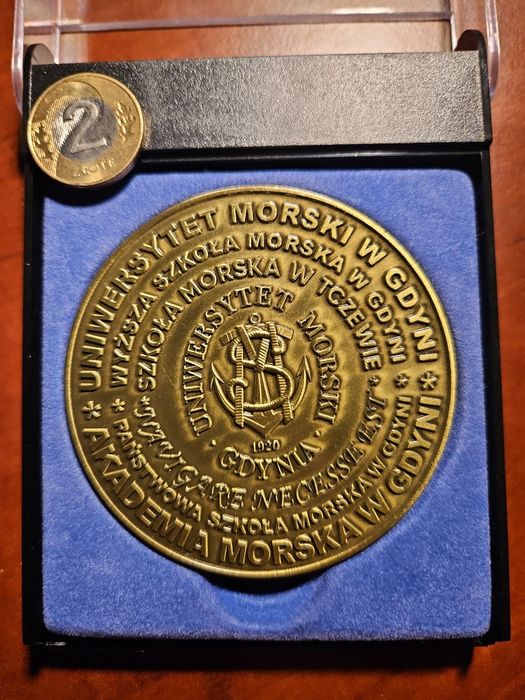 2
ZŁOTE
UNIWERSYTET MORSKI W GDYNI
* AKADEMIA MORSKA W GDYNI *
WYŻSZA SZKOŁA MORSKA W GDYNI
* PAŃSTWOWA SZKOŁA MORSKA W GDYNI *
SZKOŁA MORSKA W TCZEWIE
* NAVIGARE NECESSE EST *
UNIWERSYTET MORSKI
· GDYNIA ·
1920